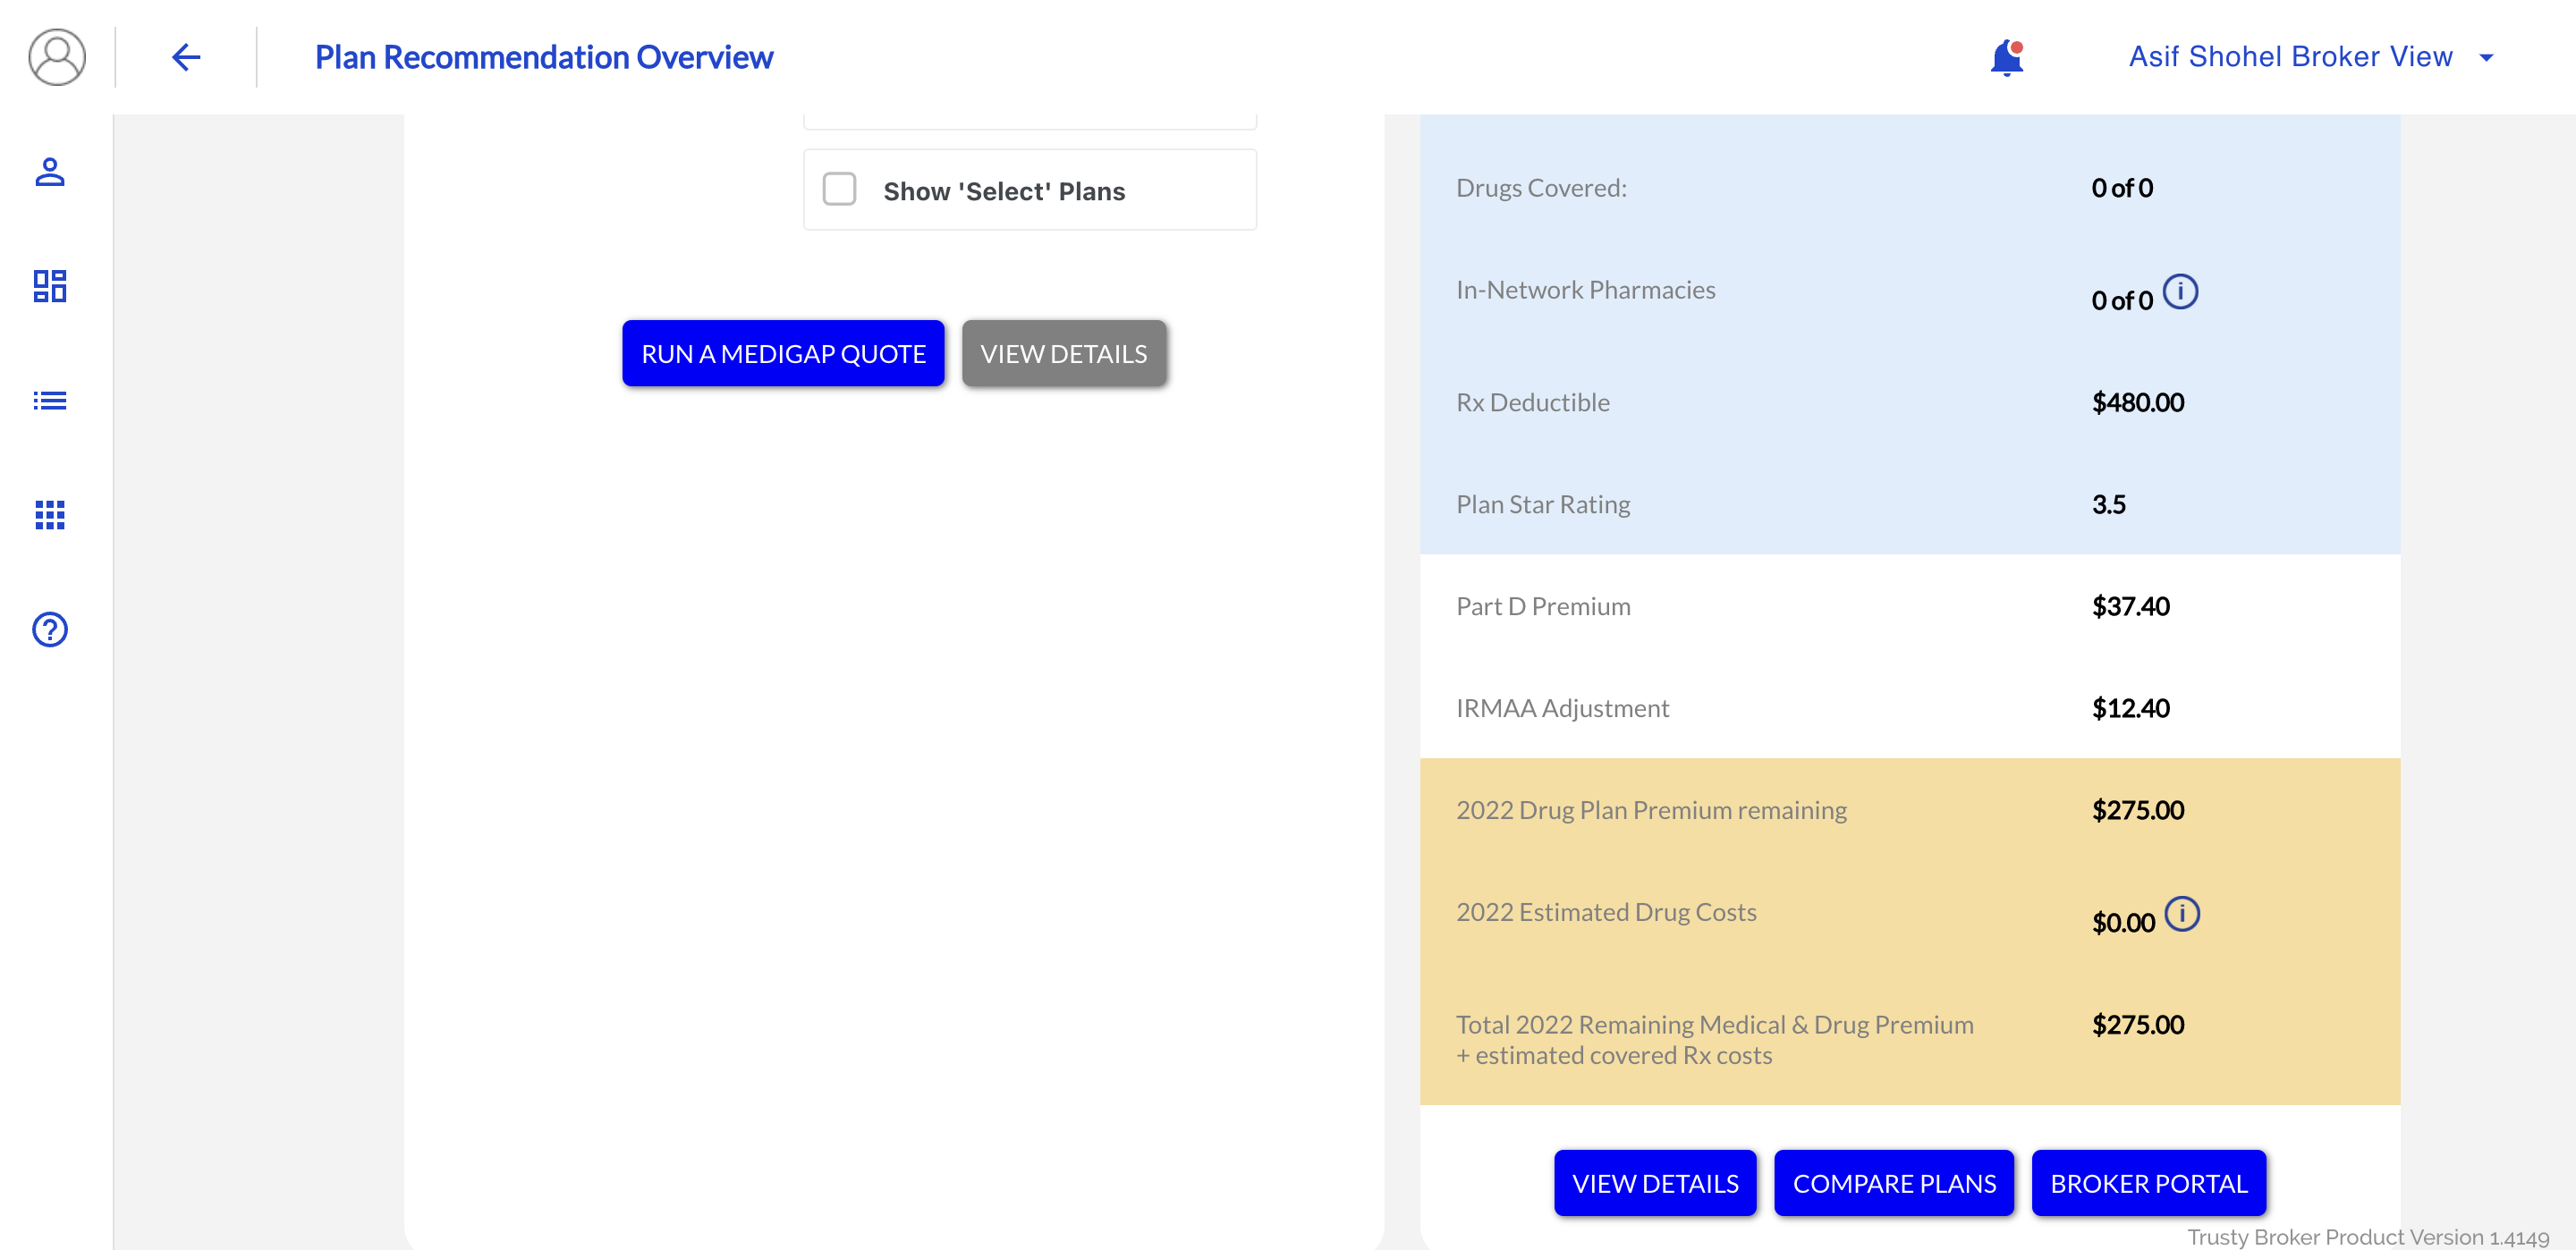 Plan Recommendation Overview
Asif Shohel Broker View
Show 'Select' Plans
RUN A MEDIGAP QUOTE
VIEW DETAILS
Drugs Covered:
0 of 0
In-Network Pharmacies
0 of 0
Rx Deductible
$480.00
Plan Star Rating
3.5
Part D Premium
$37.40
IRMAA Adjustment
$12.40
2022 Drug Plan Premium remaining
$275.00
2022 Estimated Drug Costs
$0.00
Total 2022 Remaining Medical & Drug Premium
+ estimated covered Rx costs
$275.00
VIEW DETAILS
COMPARE PLANS
BROKER PORTAL
Trusty Broker Product Version 1.4149